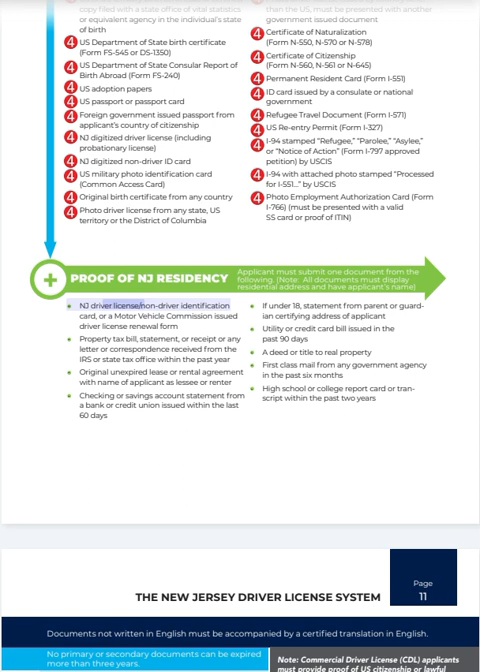 copy filed with a state office of vital statistics
or equivalent agency in the individual's state
of birth
4 US Department of State birth certificate
(Form FS-545 or DS-1350)
4 US Department of State Consular Report of
Birth Abroad (Form FS-240)
4 US adoption papers
4 US passport or passport card
4 Foreign government issued passport from
applicant's country of citizenship
4 NJ digitized driver license (including
probationary license)
4 NJ digitized non-driver ID card
4 US military photo identification card
(Common Access Card)
4 Original birth certificate from any country
4 Photo driver license from any state, US
territory or the District of Columbia
than the US, must be presented with another
government issued document
4 Certificate of Naturalization
(Form N-550, N-570 or N-578)
4 Certificate of Citizenship
(Form N-560, N-561 or N-645)
4 Permanent Resident Card (Form I-551)
4 ID card issued by a consulate or national
government
4 Refugee Travel Document (Form I-571)
4 US Re-entry Permit (Form I-327)
4 I-94 stamped "Refugee," "Parolee," "Asylee,"
or "Notice of Action" (Form I-797 approved
petition) by USCIS
4 I-94 with attached photo stamped "Processed
for I-551..." by USCIS
4 Photo Employment Authorization Card (Form
I-766) (must be presented with a valid
SS card or proof of ITIN)
+ PROOF OF NJ RESIDENCY
Applicant must submit one document from the
following. (Note: All documents must display
residential address and have applicant's name)
• NJ driver license/non-driver identification
card, or a Motor Vehicle Commission issued
driver license renewal form
• Property tax bill, statement, or receipt or any
letter or correspondence received from the
IRS or state tax office within the past year
• Original unexpired lease or rental agreement
with name of applicant as lessee or renter
• Checking or savings account statement from
a bank or credit union issued within the last
60 days
• If under 18, statement from parent or guard-
ian certifying address of applicant
• Utility or credit card bill issued in the
past 90 days
• A deed or title to real property
• First class mail from any government agency
in the past six months
• High school or college report card or tran-
script within the past two years
THE NEW JERSEY DRIVER LICENSE SYSTEM
Page
11
Documents not written in English must be accompanied by a certified translation in English.
No primary or secondary documents can be expired
more than three years.
Note: Commercial Driver License (CDL) applicants
must provide proof of US citizenship or lawful